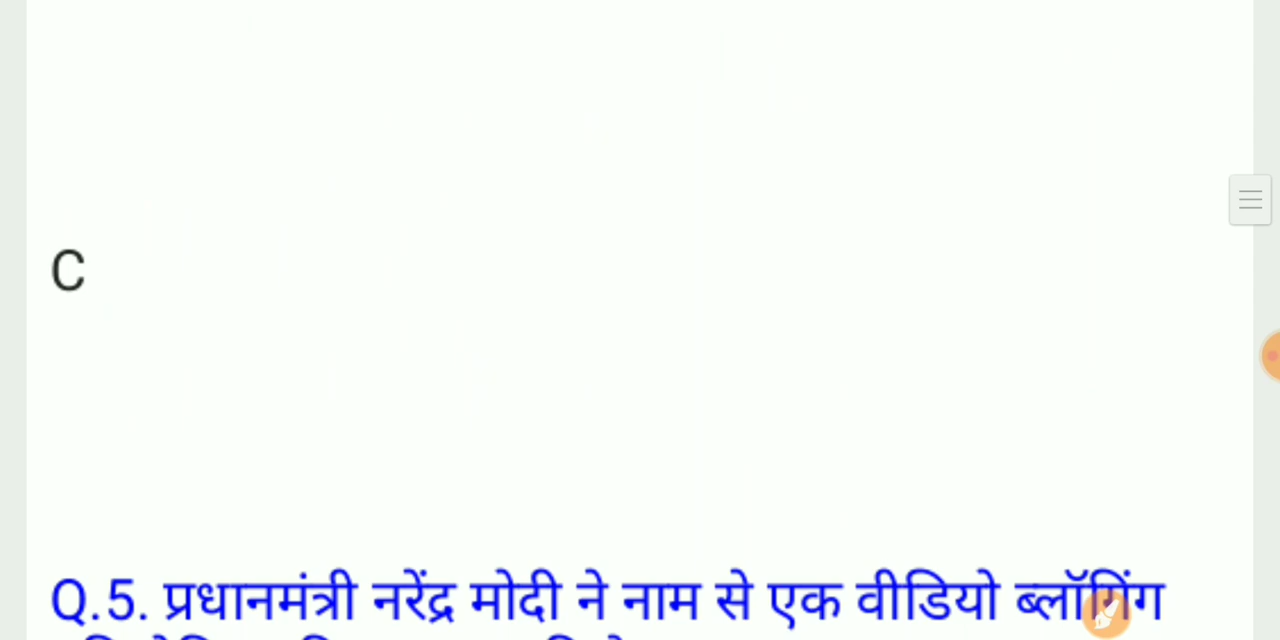 C
Q.5. प्रधानमंत्री नरेंद्र मोदी ने नाम से एक वीडियो ब्लॉगिंग